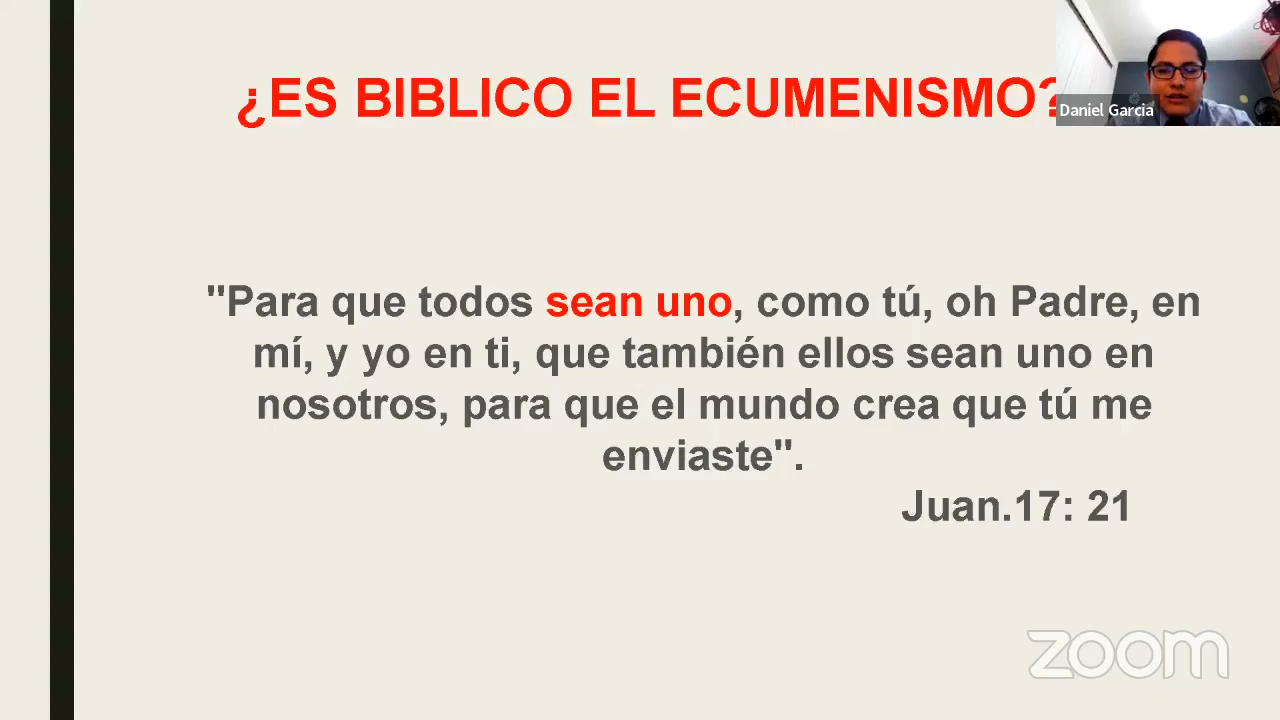 ¿ES BIBLICO EL ECUMENISMO?
Daniel Garcia
"Para que todos sean uno, como tú, oh Padre, en
mí, y yo en ti, que también ellos sean uno en
nosotros, para que el mundo crea que tú me
enviaste".
Juan.17: 21
zoom